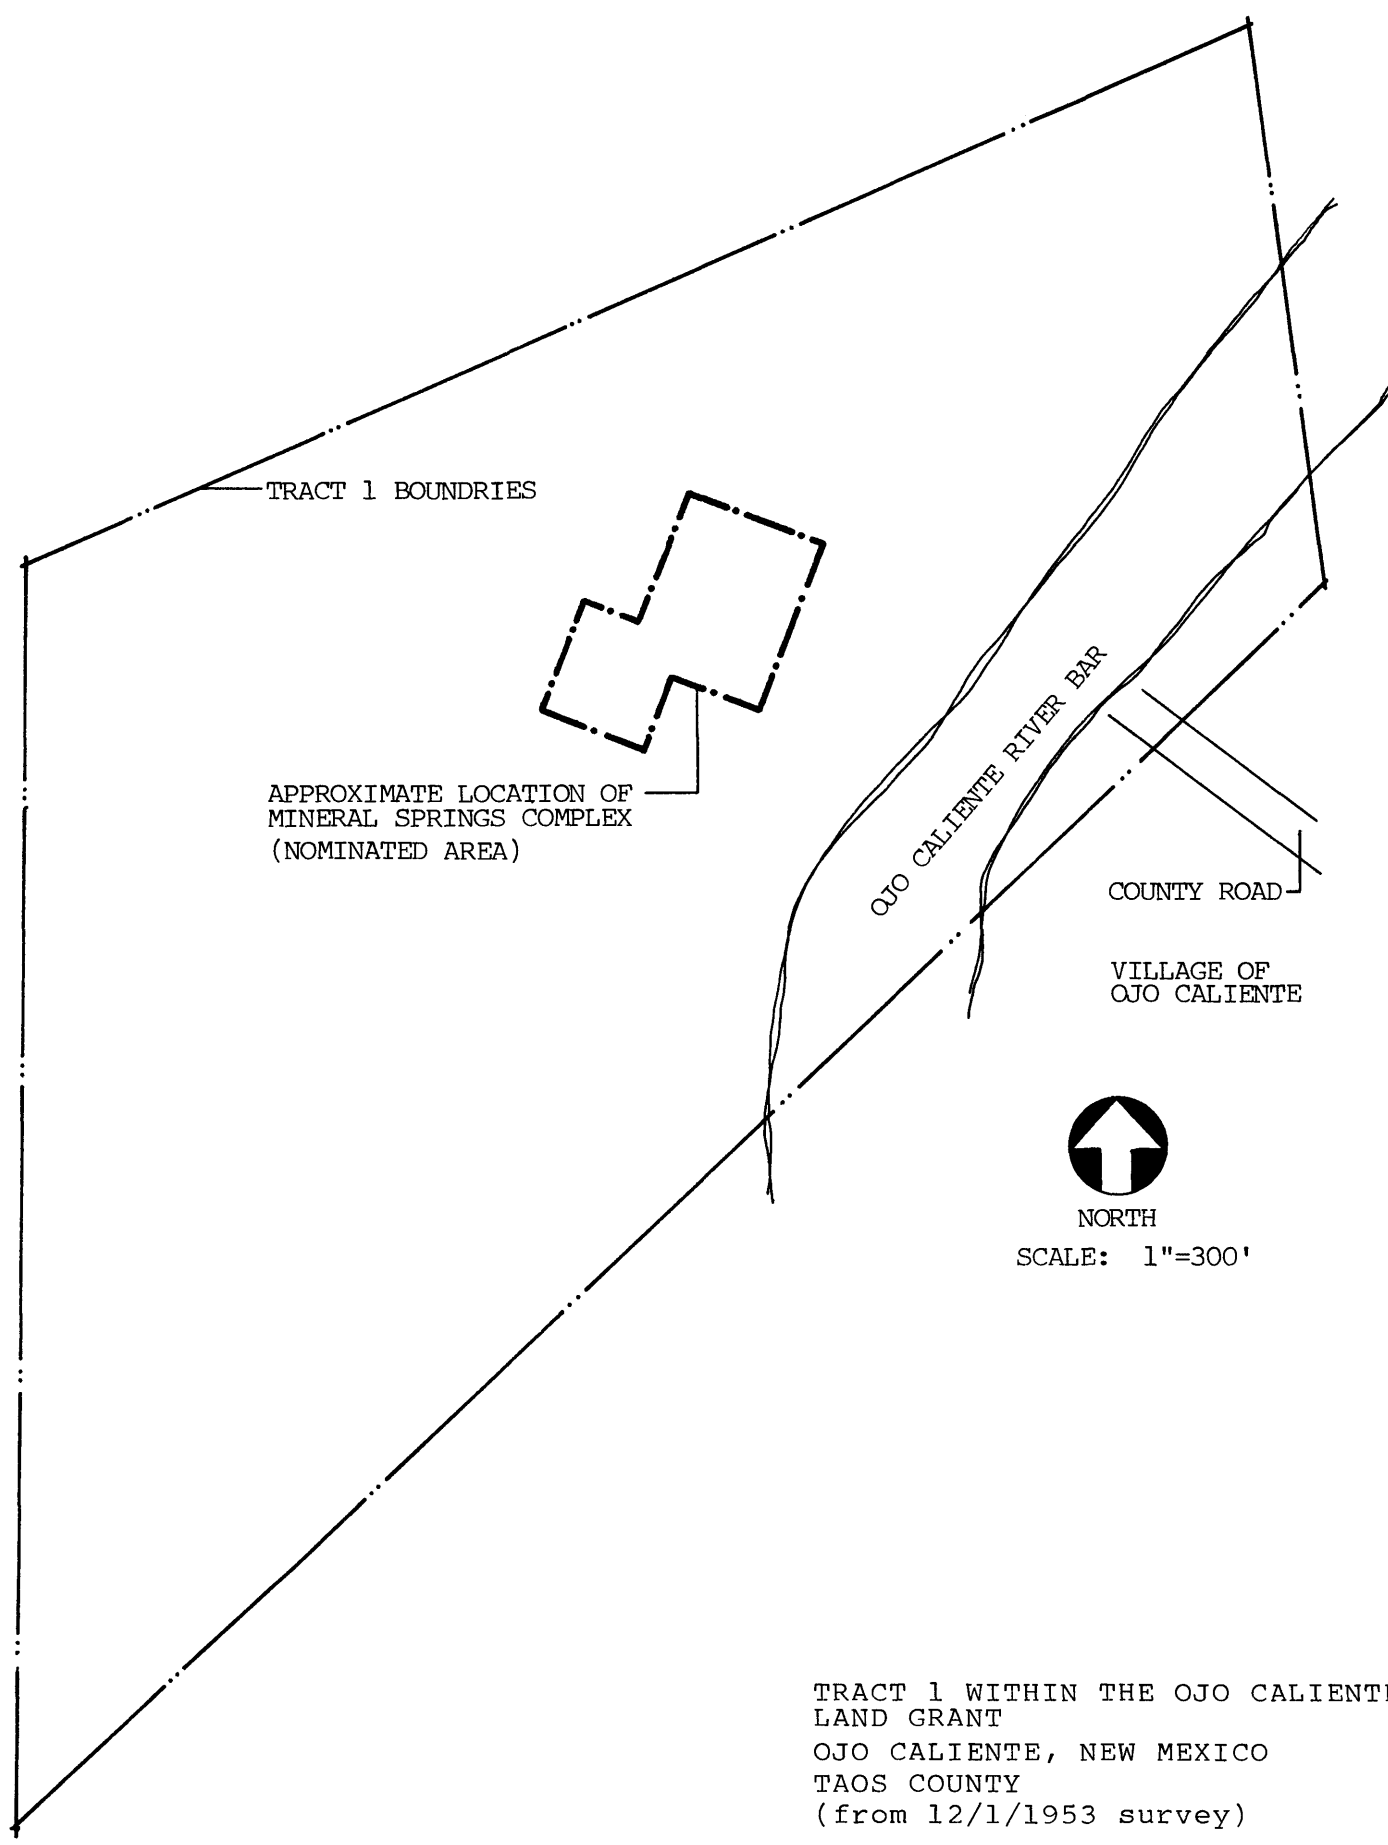 TRACT 1 BOUNDRIES
APPROXIMATE LOCATION OF
MINERAL SPRINGS COMPLEX
(NOMINATED AREA)
OJO CALIENTE RIVER BAR
COUNTY ROAD
VILLAGE OF
OJO CALIENTE
NORTH
SCALE: 1"=300'
TRACT 1 WITHIN THE OJO CALIENTE
LAND GRANT
OJO CALIENTE, NEW MEXICO
TAOS COUNTY
(from 12/1/1953 survey)